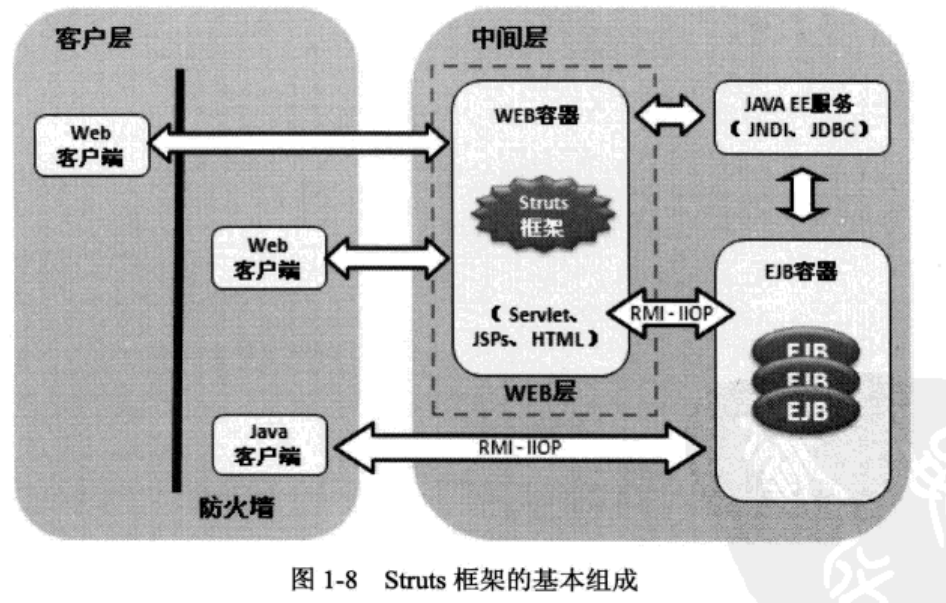 客户层
中间层
Web
客户端
WEB容器
JAVA EE服务
（ JNDI、 JDBC ）
Struts
框架
Web
客户端
EJB容器
（ Servlet、
JSPs、 HTML ）
RMI - IIOP
EJB
EJB
EJB
WEB层
Java
客户端
RMI - IIOP
防火墙
图 1-8 Struts 框架的基本组成